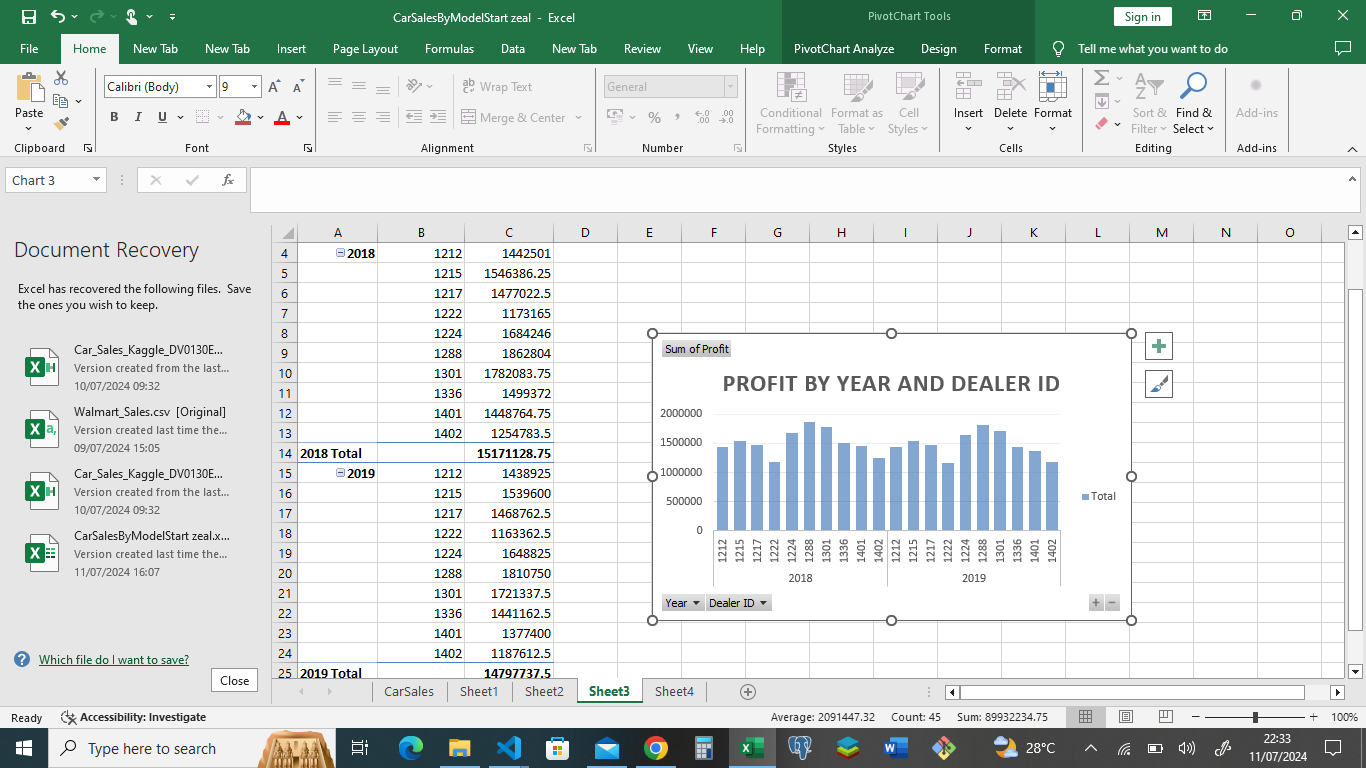 CarSalesByModelStart zeal - Excel
PivotChart Tools
Sign in
File Home New Tab New Tab Insert Page Layout Formulas Data New Tab Review View Help PivotChart Analyze Design Format Tell me what you want to do
Calibri (Body) 9 A A ab Wrap Text General
Paste B I U A Merge & Center % Conditional Formatting Format as Table Cell Styles Insert Delete Format Sort & Filter Find & Select Add-ins
Clipboard Font Alignment Number Styles Cells Editing Add-ins
Chart 3 fx
Document Recovery
Excel has recovered the following files. Save
the ones you wish to keep.
Car_Sales_Kaggle_DV0130E...
Version created from the last...
10/07/2024 09:32
Walmart_Sales.csv [Original]
Version created last time the...
09/07/2024 15:05
Car_Sales_Kaggle_DV0130E...
Version created from the last...
10/07/2024 09:32
CarSalesByModelStart zeal.x...
Version created last time the...
11/07/2024 16:07
Which file do I want to save?
Close
A B C D E F G H I J K L M N O
4 2018 1212 1442501
5 1215 1546386.25
6 1217 1477022.5
7 1222 1173165
8 1224 1684246
9 1288 1862804
10 1301 1782083.75
11 1336 1499372
12 1401 1448764.75
13 1402 1254783.5
14 2018 Total 15171128.75
15 2019 1212 1438925
16 1215 1539600
17 1217 1468762.5
18 1222 1163362.5
19 1224 1648825
20 1288 1810750
21 1301 1721337.5
22 1336 1441162.5
23 1401 1377400
24 1402 1187612.5
25 2019 Total 14797737.5
Sum of Profit
PROFIT BY YEAR AND DEALER ID
2000000
1500000
1000000
500000
0
Total
1212 1215 1217 1222 1224 1288 1301 1336 1401 1402 1212 1215 1217 1222 1224 1288 1301 1336 1401 1402
2018 2019
Year Dealer ID
CarSales Sheet1 Sheet2 Sheet3 Sheet4
Ready Accessibility: Investigate Average: 2091447.32 Count: 45 Sum: 89932234.75 100%
Type here to search 28°C 22:33
11/07/2024